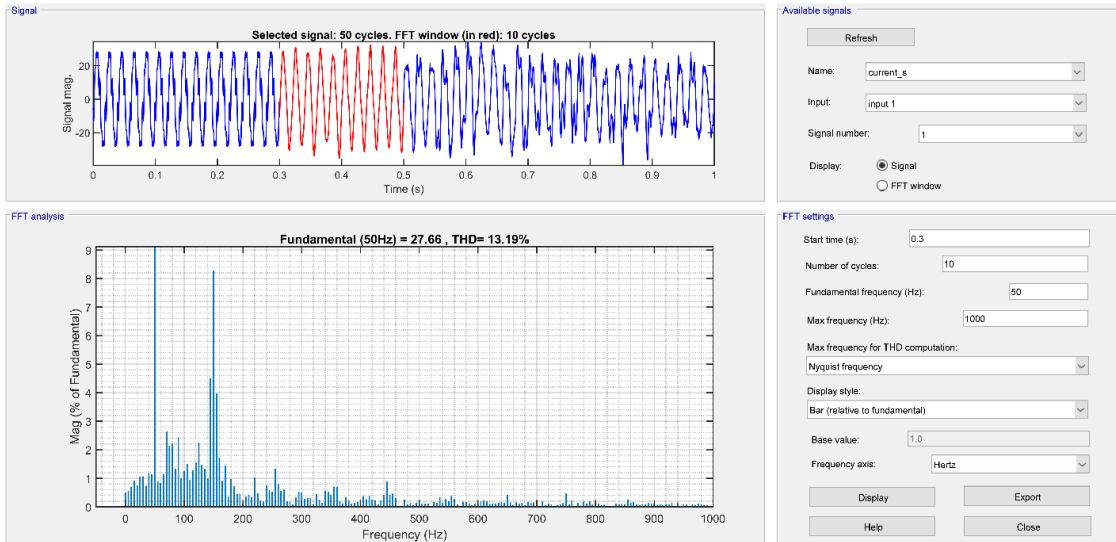 Signal
Selected signal: 50 cycles. FFT window (in red): 10 cycles
Signal mag.
20
0
-20
0 0.1 0.2 0.3 0.4 0.5 0.6 0.7 0.8 0.9 1
Time (s)
Available signals
Refresh
Name: current_s
Input: input 1
Signal number: 1
Display: Signal
FFT window
FFT analysis
Fundamental (50Hz) = 27.66 , THD= 13.19%
Mag (% of Fundamental)
9
8
7
6
5
4
3
2
1
0
0 100 200 300 400 500 600 700 800 900 1000
Frequency (Hz)
FFT settings
Start time (s): 0.3
Number of cycles: 10
Fundamental frequency (Hz): 50
Max frequency (Hz): 1000
Max frequency for THD computation:
Nyquist frequency
Display style:
Bar (relative to fundamental)
Base value: 1.0
Frequency axis: Hertz
Display Export
Help Close